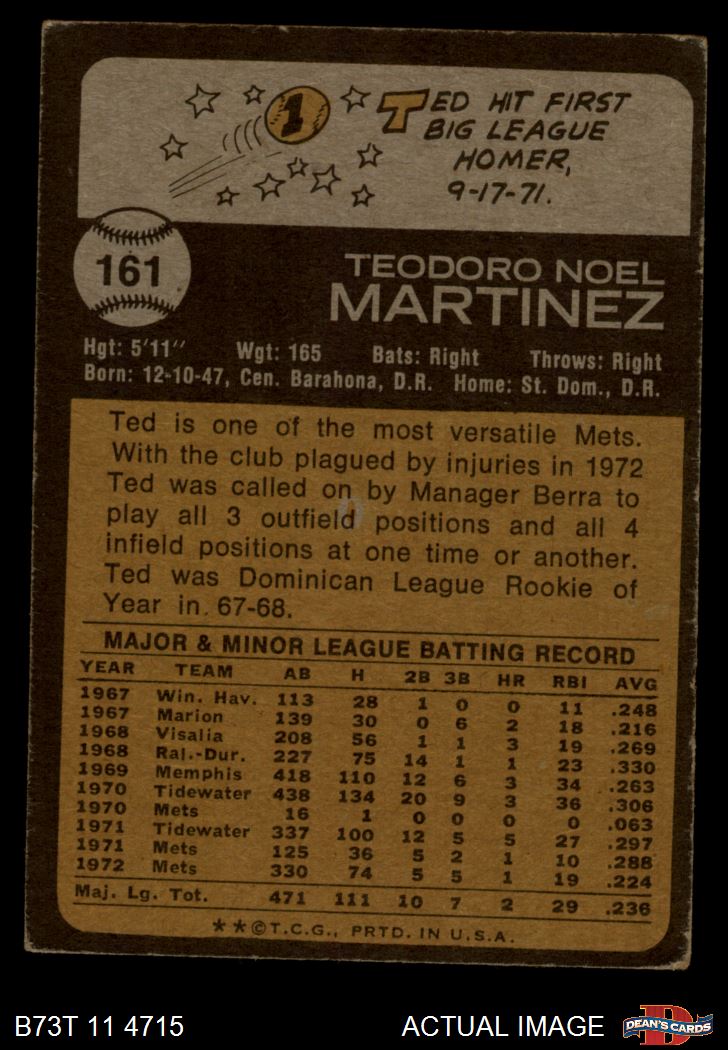 1
TED HIT FIRST
BIG LEAGUE
HOMER,
9-17-71.
161
TEODORO NOEL
MARTINEZ
Hgt: 5'11" Wgt: 165 Bats: Right Throws: Right
Born: 12-10-47, Cen. Barahona, D.R. Home: St. Dom., D.R.
Ted is one of the most versatile Mets.
With the club plagued by injuries in 1972
Ted was called on by Manager Berra to
play all 3 outfield positions and all 4
infield positions at one time or another.
Ted was Dominican League Rookie of
Year in 67-68.
MAJOR & MINOR LEAGUE BATTING RECORD
YEAR TEAM AB H 2B 3B HR RBI AVG
1967 Win. Hav. 113 28 1 0 0 11 .248
1967 Marion 139 30 0 6 2 18 .216
1968 Visalia 208 56 1 1 3 19 .269
1968 Ral.-Dur. 227 75 14 1 1 23 .330
1969 Memphis 418 110 12 6 3 34 .263
1970 Tidewater 438 134 20 9 3 36 .306
1970 Mets 16 1 0 0 0 0 .063
1971 Tidewater 337 100 12 5 5 27 .297
1971 Mets 125 36 5 2 1 10 .288
1972 Mets 330 74 5 5 1 19 .224
Maj. Lg. Tot. 471 111 10 7 2 29 .236
**©T.C.G., PRTD. IN U.S.A.
B73T 11 4715 ACTUAL IMAGE D DEAN'S CARDS